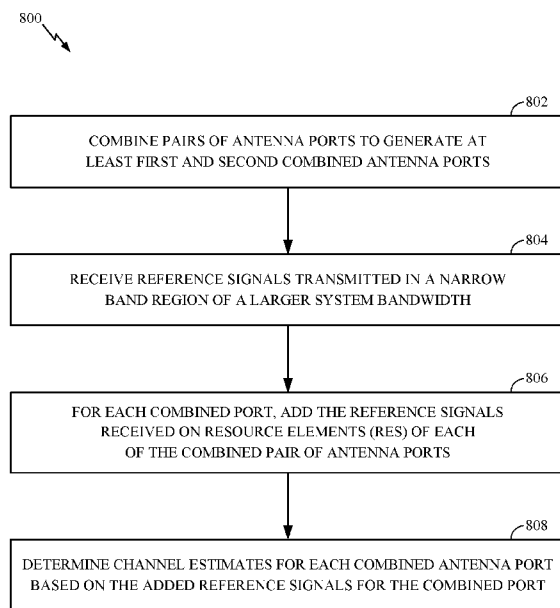 800
802
COMBINE PAIRS OF ANTENNA PORTS TO GENERATE AT
LEAST FIRST AND SECOND COMBINED ANTENNA PORTS
804
RECEIVE REFERENCE SIGNALS TRANSMITTED IN A NARROW
BAND REGION OF A LARGER SYSTEM BANDWIDTH
806
FOR EACH COMBINED PORT, ADD THE REFERENCE SIGNALS
RECEIVED ON RESOURCE ELEMENTS (RES) OF EACH
OF THE COMBINED PAIR OF ANTENNA PORTS
808
DETERMINE CHANNEL ESTIMATES FOR EACH COMBINED ANTENNA PORT
BASED ON THE ADDED REFERENCE SIGNALS FOR THE COMBINED PORT